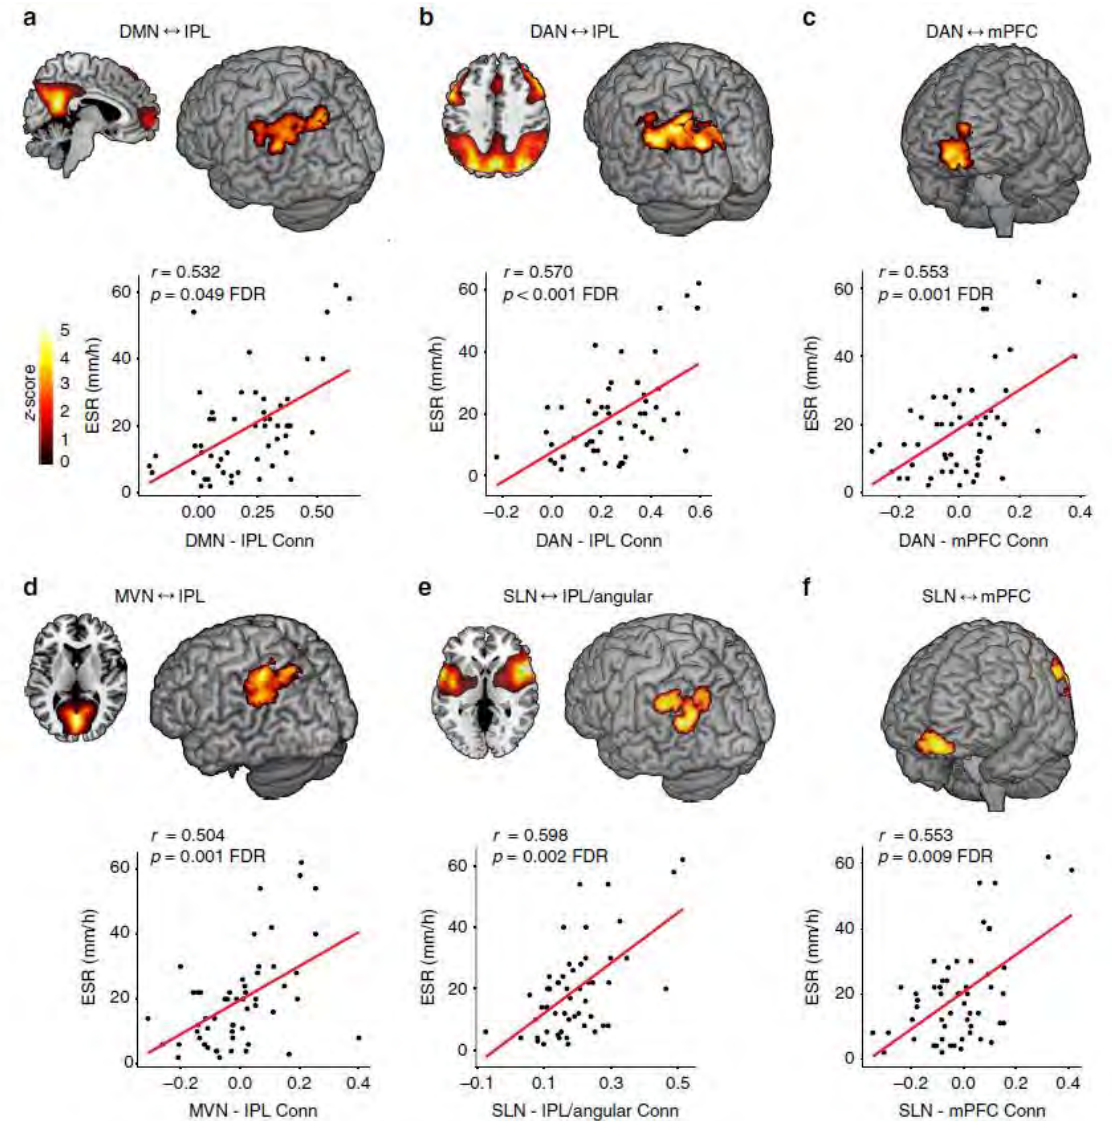 a
DMN ↔ IPL
b
DAN ↔ IPL
c
DAN ↔ mPFC
z-score
5
4
3
2
1
0
r = 0.532
p = 0.049 FDR
ESR (mm/h)
60
40
20
0
0.00 0.25 0.50
DMN - IPL Conn
r = 0.570
p < 0.001 FDR
ESR (mm/h)
60
40
20
0
−0.2 0.0 0.2 0.4 0.6
DAN - IPL Conn
r = 0.553
p = 0.001 FDR
ESR (mm/h)
60
40
20
0
−0.2 0.0 0.2 0.4
DAN - mPFC Conn
d
MVN ↔ IPL
e
SLN ↔ IPL/angular
f
SLN ↔ mPFC
r = 0.504
p = 0.001 FDR
ESR (mm/h)
60
40
20
0
−0.2 0.0 0.2 0.4
MVN - IPL Conn
r = 0.598
p = 0.002 FDR
ESR (mm/h)
60
40
20
0
−0.1 0.1 0.3 0.5
SLN - IPL/angular Conn
r = 0.553
p = 0.009 FDR
ESR (mm/h)
60
40
20
0
−0.2 0.0 0.2 0.4
SLN - mPFC Conn